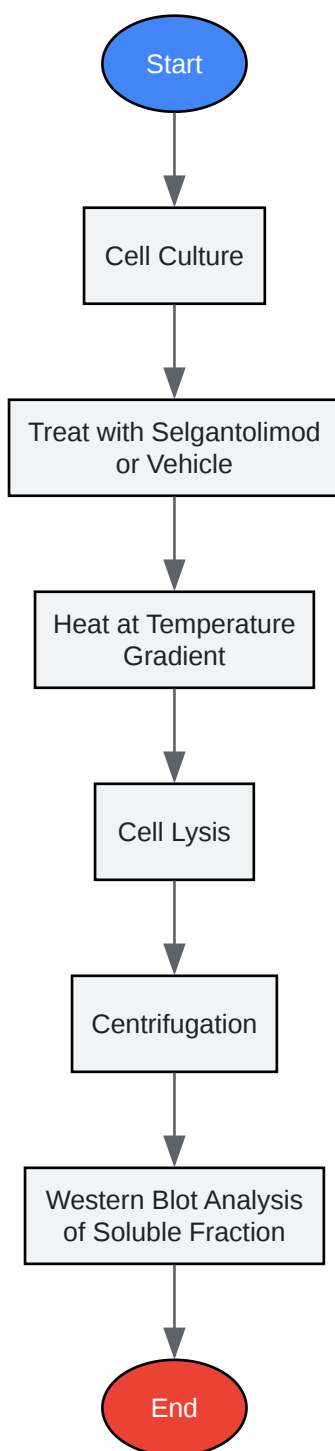 Start
Cell Culture
Treat with Selgantolimod
or Vehicle
Heat at Temperature
Gradient
Cell Lysis
Centrifugation
Western Blot Analysis
of Soluble Fraction
End